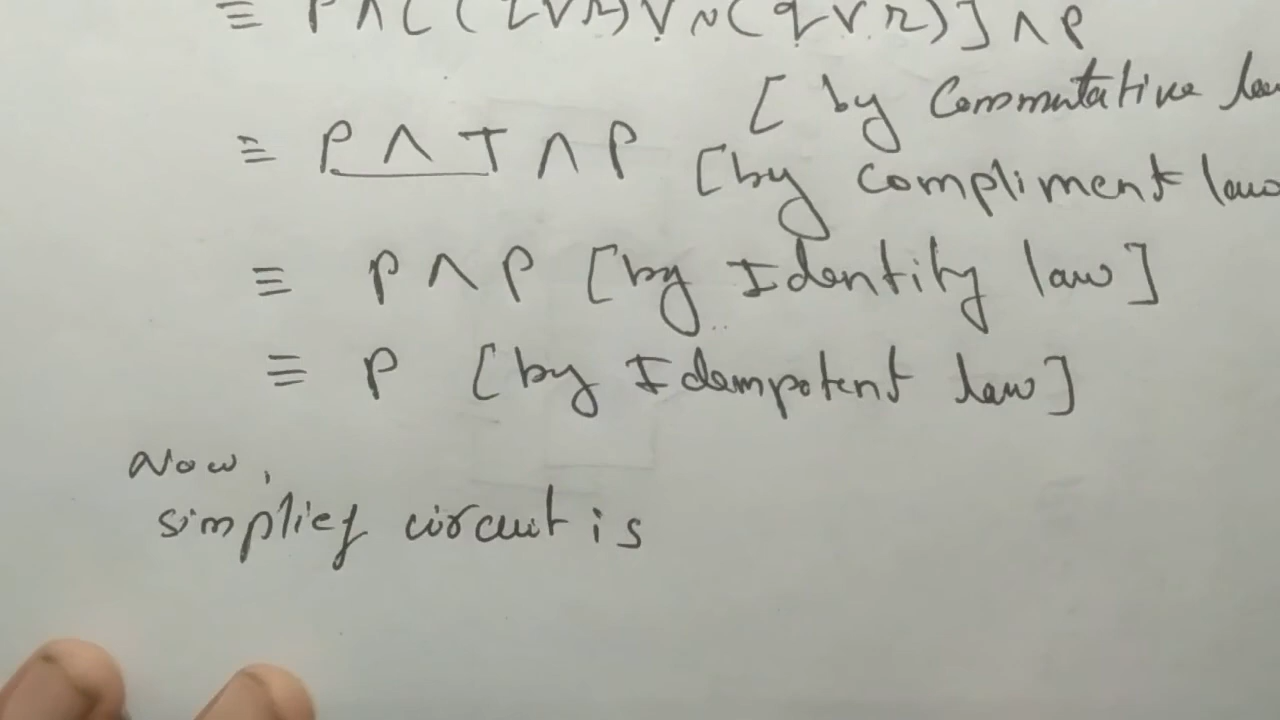 ≡ P ∧ [(q ∨ r) ∨ ~(q ∨ r)] ∧ P
[by Commutative law
≡ P ∧ T ∧ P [by compliment law
≡ P ∧ P [by Identity law]
≡ P [by Idempotent law]
Now,
simplief circuit is